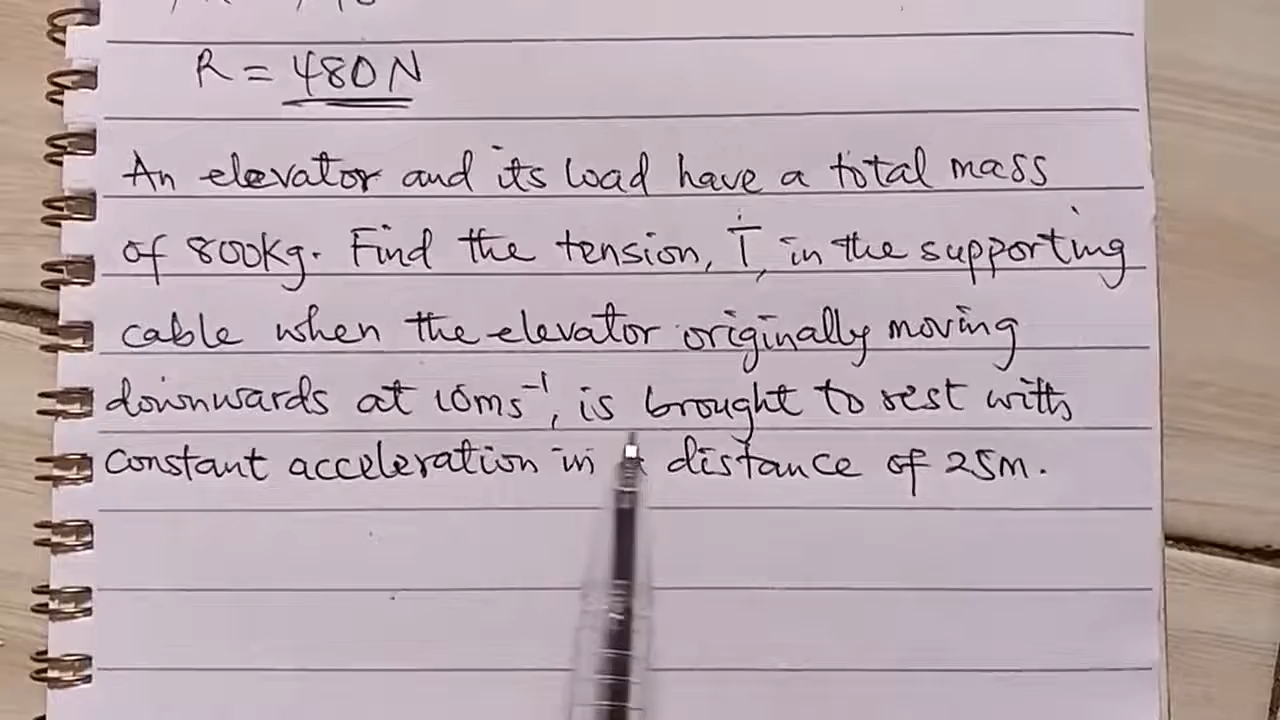 R = 480N
An elevator and its load have a total mass
of 800kg. Find the tension, T, in the supporting
cable when the elevator originally moving
downwards at 10ms⁻¹, is brought to rest with
constant acceleration in a distance of 25m.